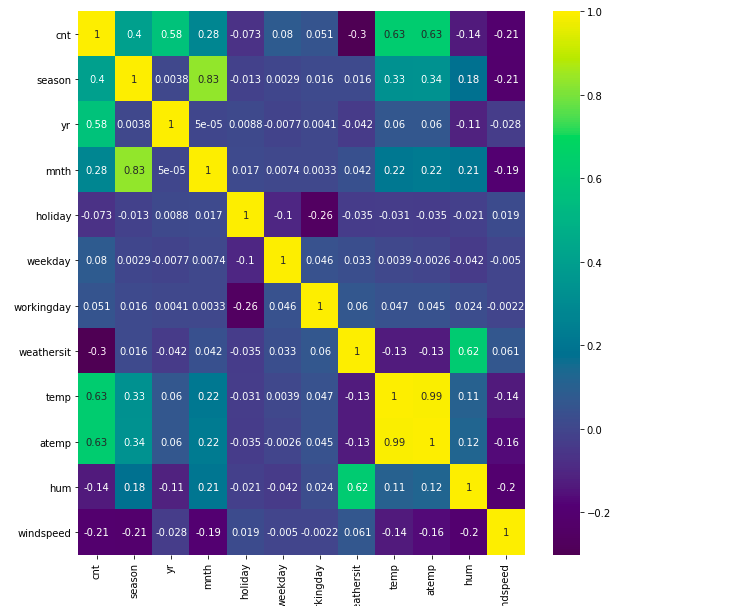 cnt 1 0.4 0.58 0.28 -0.073 0.08 0.051 -0.3 0.63 0.63 -0.14 -0.21
season 0.4 1 0.0038 0.83 -0.013 0.0029 0.016 0.016 0.33 0.34 0.18 -0.21
yr 0.58 0.0038 1 5e-05 0.0088 -0.0077 0.0041 -0.042 0.06 0.06 -0.11 -0.028
mnth 0.28 0.83 5e-05 1 0.017 0.0074 0.0033 0.042 0.22 0.22 0.21 -0.19
holiday -0.073 -0.013 0.0088 0.017 1 -0.1 -0.26 -0.035 -0.031 -0.035 -0.021 0.019
weekday 0.08 0.0029 -0.0077 0.0074 -0.1 1 0.046 0.033 0.0039 -0.0026 -0.042 -0.005
workingday 0.051 0.016 0.0041 0.0033 -0.26 0.046 1 0.06 0.047 0.045 0.024 -0.0022
weathersit -0.3 0.016 -0.042 0.042 -0.035 0.033 0.06 1 -0.13 -0.13 0.62 0.061
temp 0.63 0.33 0.06 0.22 -0.031 0.0039 0.047 -0.13 1 0.99 0.11 -0.14
atemp 0.63 0.34 0.06 0.22 -0.035 -0.0026 0.045 -0.13 0.99 1 0.12 -0.16
hum -0.14 0.18 -0.11 0.21 -0.021 -0.042 0.024 0.62 0.11 0.12 1 -0.2
windspeed -0.21 -0.21 -0.028 -0.19 0.019 -0.005 -0.0022 0.061 -0.14 -0.16 -0.2 1
cnt season yr mnth holiday weekday rkingday eathersit temp atemp hum ndspeed
1.0
0.8
0.6
0.4
0.2
0.0
−0.2